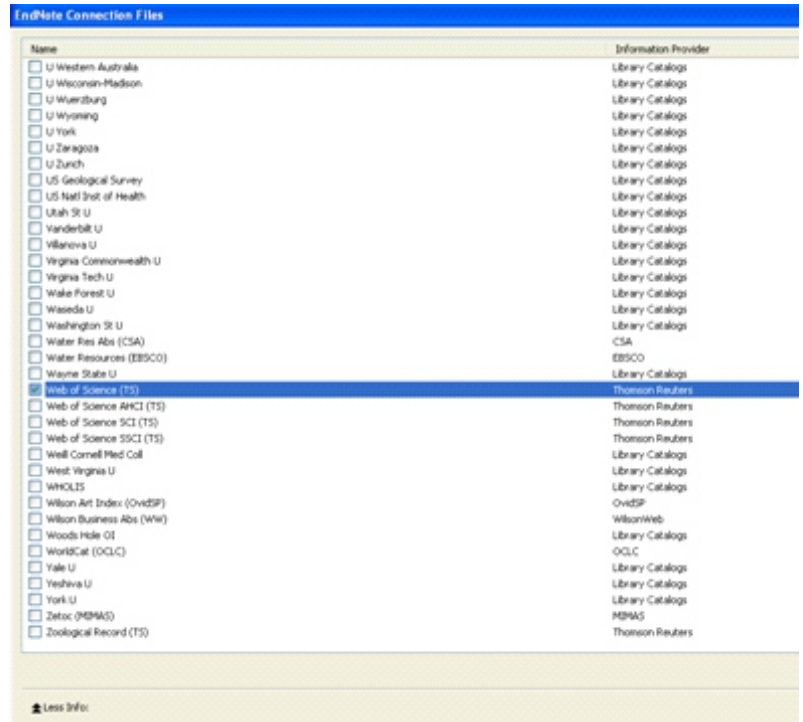 EndNote Connection Files
Name Information Provider
U Western Australia Library Catalogs
U Wisconsin-Madison Library Catalogs
U Wuerzburg Library Catalogs
U Wyoming Library Catalogs
U York Library Catalogs
U Zaragoza Library Catalogs
U Zurich Library Catalogs
US Geological Survey Library Catalogs
US Natl Inst of Health Library Catalogs
Utah St U Library Catalogs
Vanderbilt U Library Catalogs
Villanova U Library Catalogs
Virginia Commonwealth U Library Catalogs
Virginia Tech U Library Catalogs
Wake Forest U Library Catalogs
Waseda U Library Catalogs
Washington St U Library Catalogs
Water Res Abs (CSA) CSA
Water Resources (EBSCO) EBSCO
Wayne State U Library Catalogs
Web of Science (TS) Thomson Reuters
Web of Science AHCI (TS) Thomson Reuters
Web of Science SCI (TS) Thomson Reuters
Web of Science SSCI (TS) Thomson Reuters
Weill Cornell Med Coll Library Catalogs
West Virginia U Library Catalogs
WHOLIS Library Catalogs
Wilson Art Index (OvidSP) OvidSP
Wilson Business Abs (WW) WilsonWeb
Woods Hole OI Library Catalogs
WorldCat (OCLC) OCLC
Yale U Library Catalogs
Yeshiva U Library Catalogs
York U Library Catalogs
Zetoc (MIMAS) MIMAS
Zoological Record (TS) Thomson Reuters
Less Info: